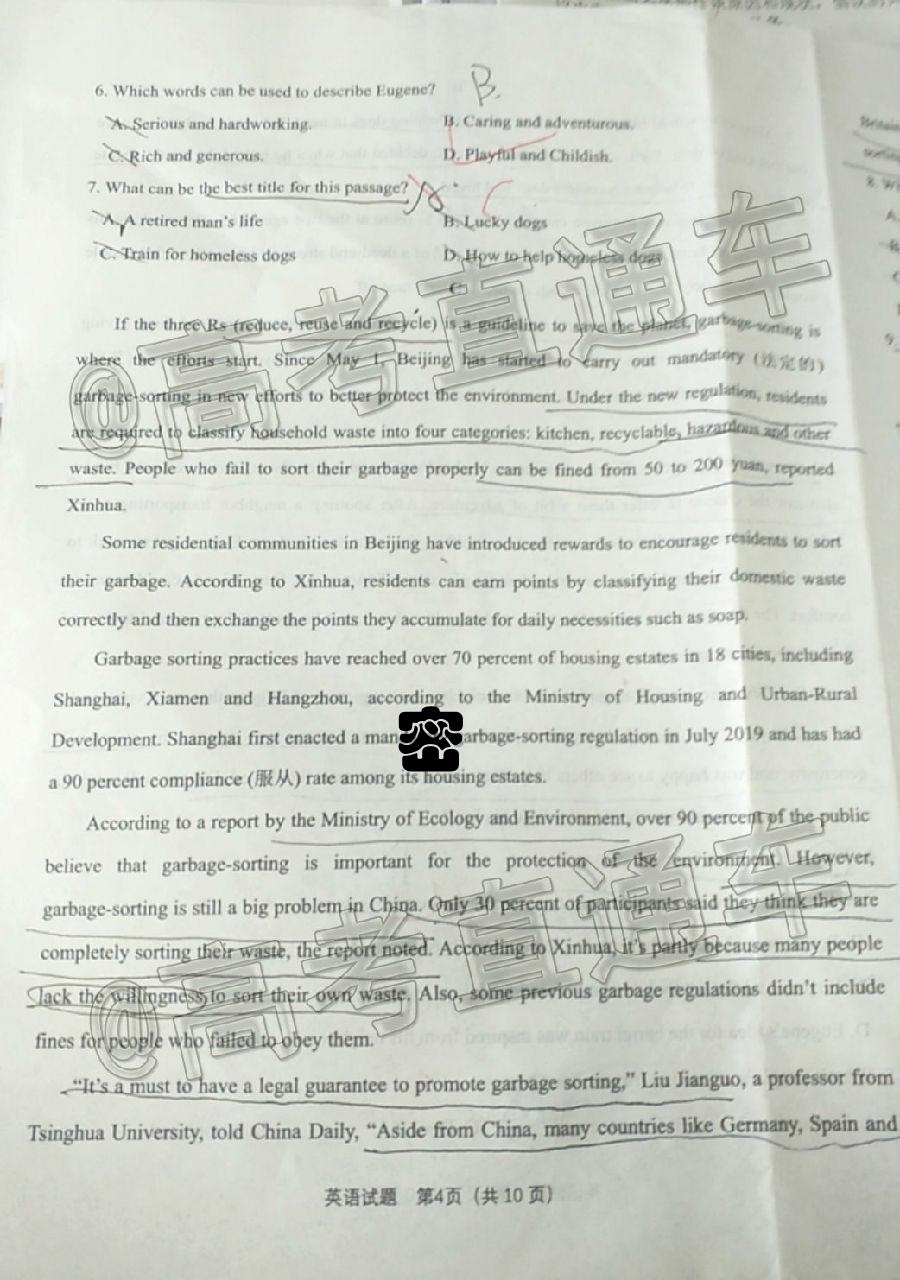 6. Which words can be used to describe Eugene? B.
A. Serious and hardworking. B. Caring and adventurous.
C. Rich and generous. D. Playful and Childish.
7. What can be the best title for this passage? C
A. A retired man's life B. Lucky dogs
C. Train for homeless dogs D. How to help homeless dogs
C
If the three Rs (reduce, reuse and recycle) is a guideline to save the planet, garbage-sorting is
where the efforts start. Since May 1, Beijing has started to carry out mandatory (法定的)
garbage-sorting in new efforts to better protect the environment. Under the new regulation, residents
are required to classify household waste into four categories: kitchen, recyclable, hazardous and other
waste. People who fail to sort their garbage properly can be fined from 50 to 200 yuan, reported
Xinhua.
Some residential communities in Beijing have introduced rewards to encourage residents to sort
their garbage. According to Xinhua, residents can earn points by classifying their domestic waste
correctly and then exchange the points they accumulate for daily necessities such as soap.
Garbage sorting practices have reached over 70 percent of housing estates in 18 cities, including
Shanghai, Xiamen and Hangzhou, according to the Ministry of Housing and Urban-Rural
Development. Shanghai first enacted a man arbage-sorting regulation in July 2019 and has had
a 90 percent compliance (服从) rate among its housing estates.
According to a report by the Ministry of Ecology and Environment, over 90 percent of the public
believe that garbage-sorting is important for the protection of the environment. However,
garbage-sorting is still a big problem in China. Only 30 percent of participants said they think they are
completely sorting their waste, the report noted. According to Xinhua, it's partly because many people
lack the willingness to sort their own waste. Also, some previous garbage regulations didn't include
fines for people who failed to obey them.
"It's a must to have a legal guarantee to promote garbage sorting," Liu Jianguo, a professor from
Tsinghua University, told China Daily, "Aside from China, many countries like Germany, Spain and
英语试题 第4页（共 10 页）
@高考直通车
@高考直通车
8. W
A.
9.